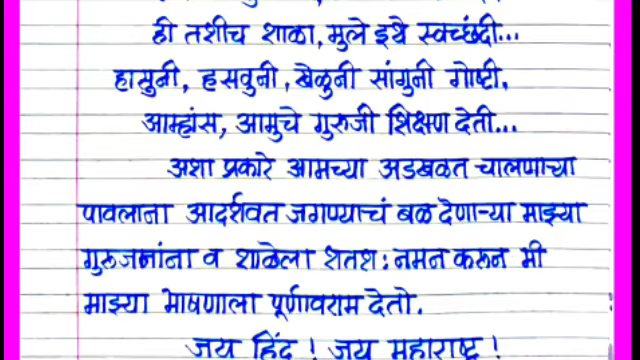 ही तशीच शाळा, मुले इथे स्वच्छंदी...
हासुनी, हसवुनी, खेळुनी सांगुनी गोष्टी,
आम्हांस, आमुचे गुरुजी शिक्षण देती...
अशा प्रकारे आमच्या अडखळत चालणाऱ्या
पावलाना आदर्शवत जगण्याचं बळ देणाऱ्या माझ्या
गुरुजनांना व शाळेला शतशः नमन करून मी
माझ्या भाषणाला पूर्णविराम देतो.
जय हिंद ! जय महाराष्ट्र !